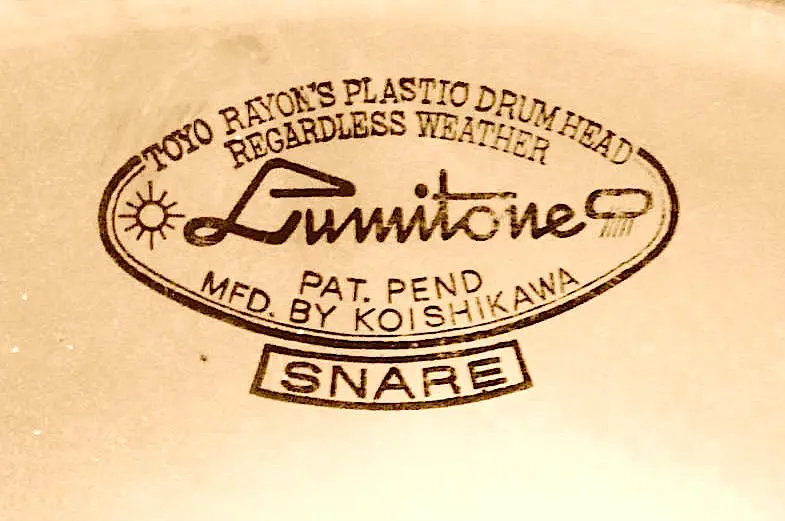 TOYO RAYON'S PLASTIC DRUM HEAD
REGARDLESS WEATHER
Lumitone
PAT. PEND
MFD. BY KOISHIKAWA
SNARE